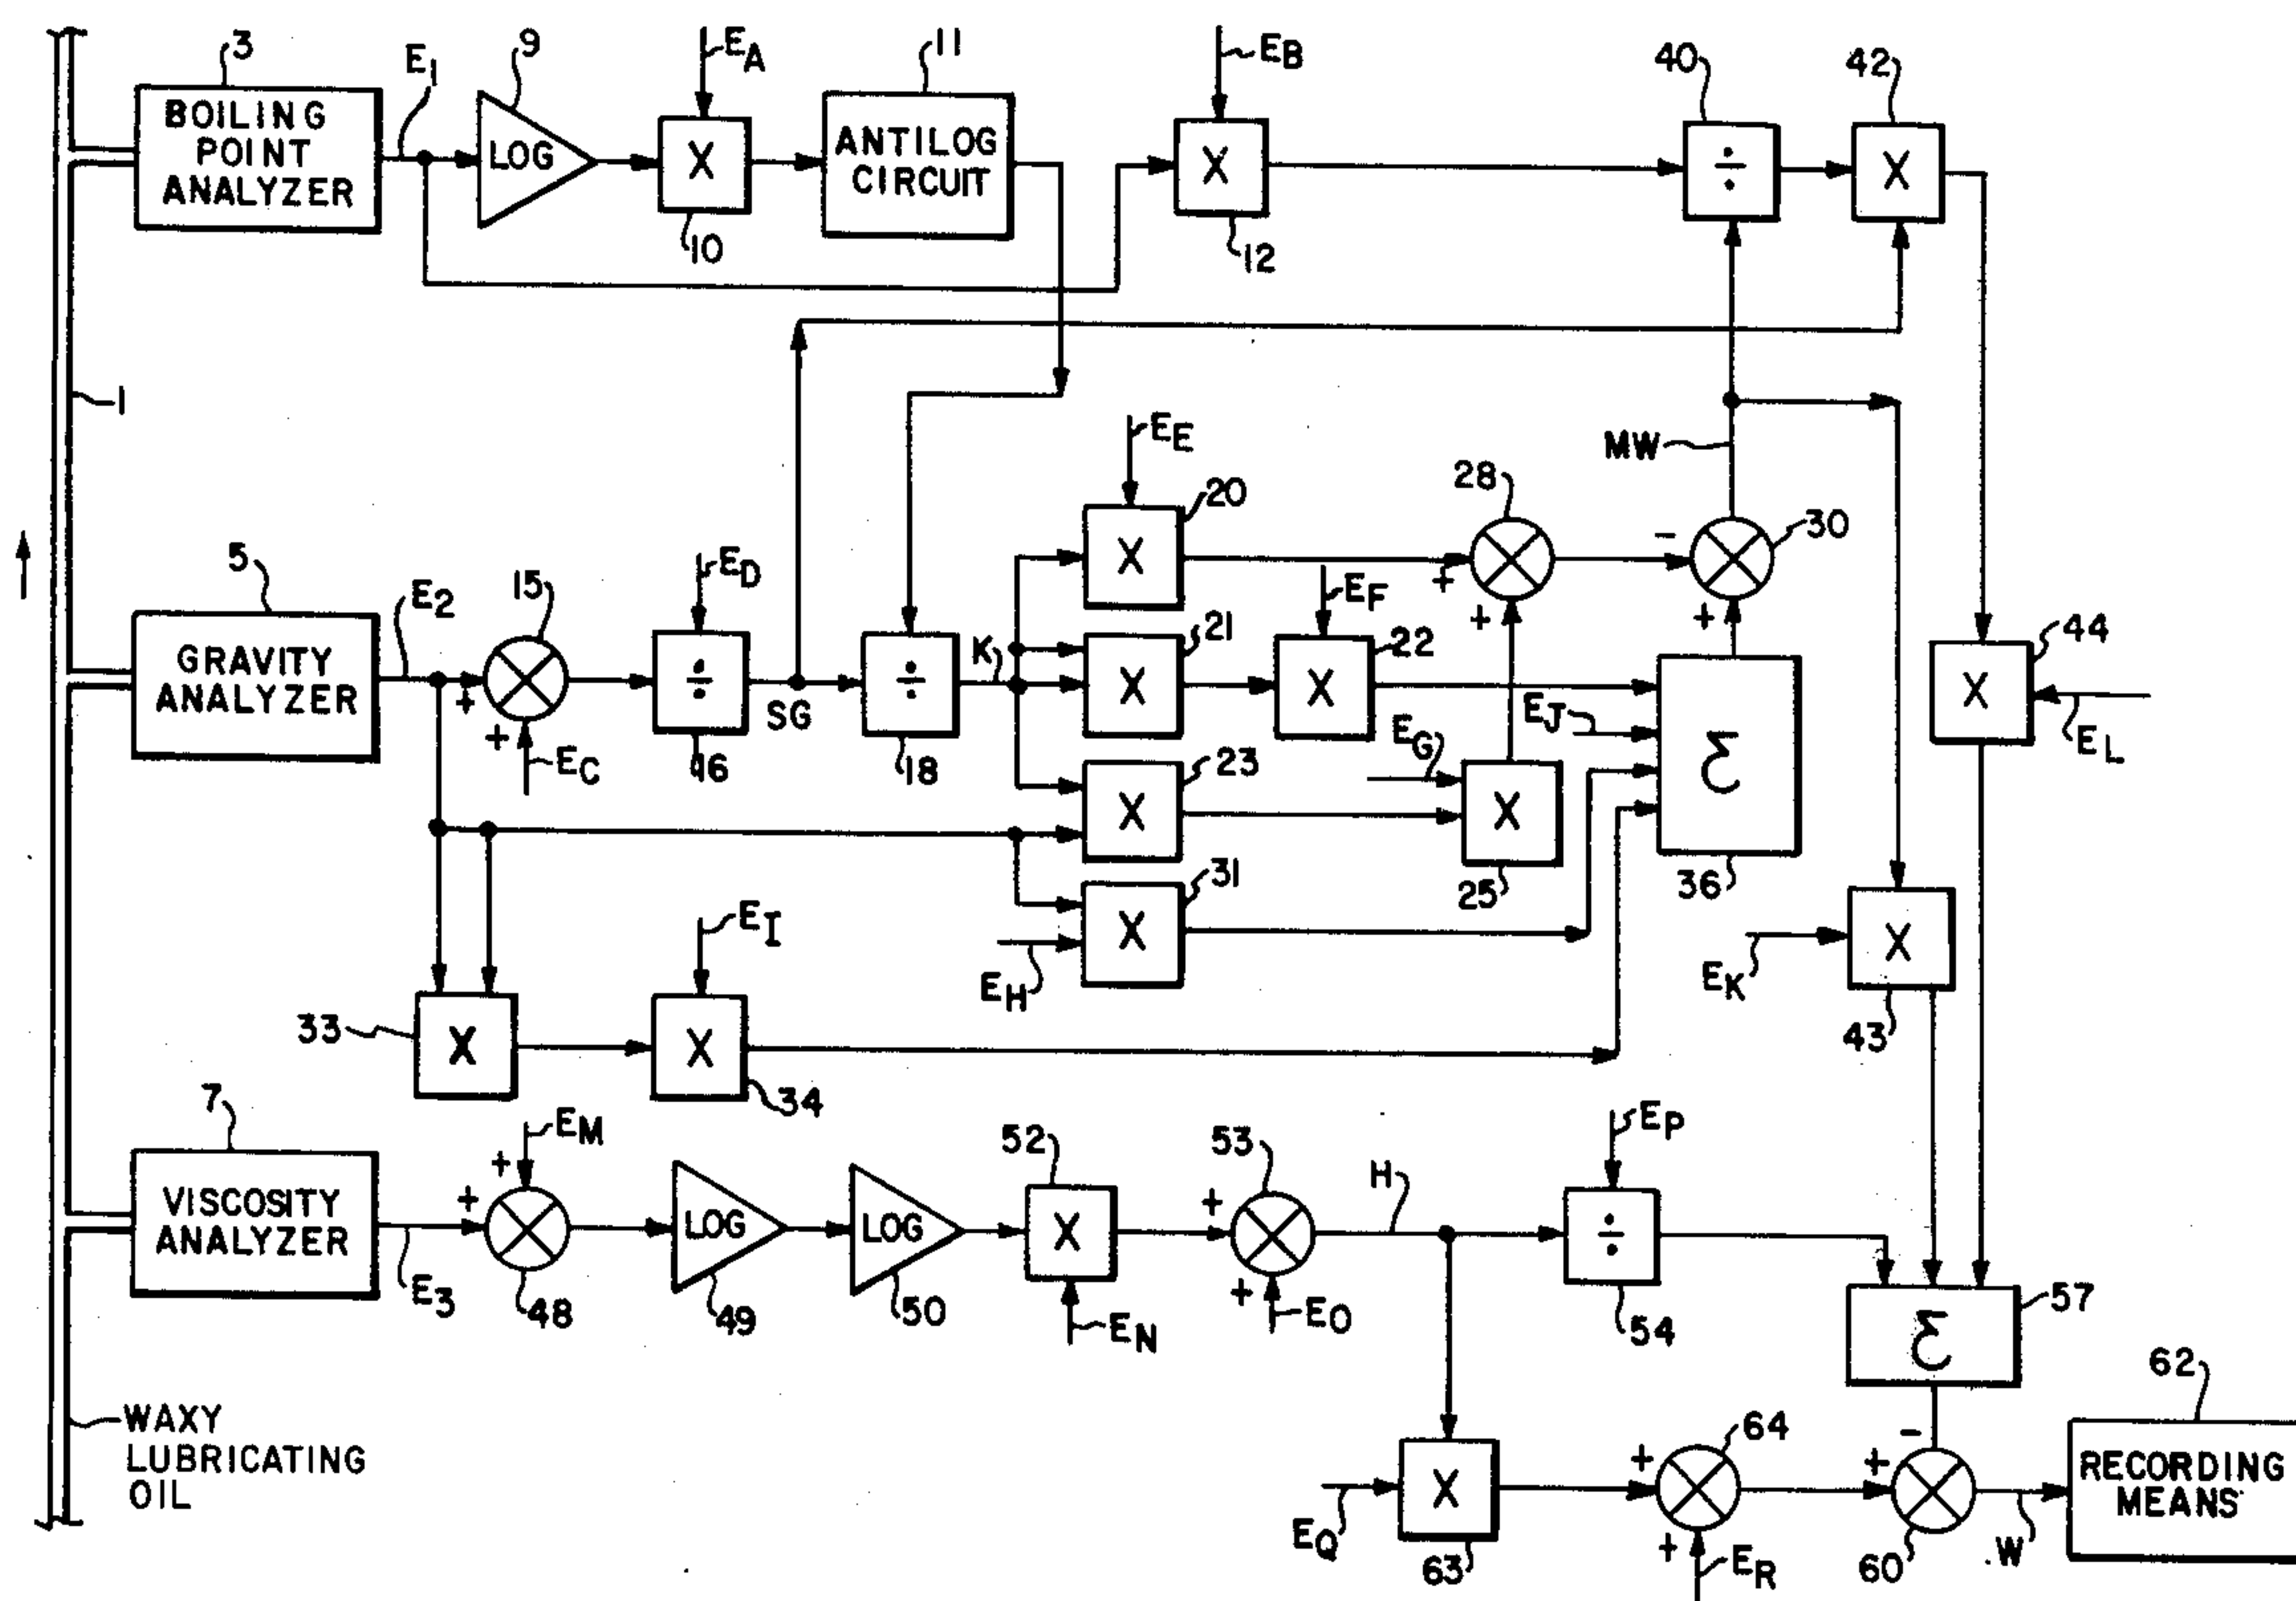 3
E1
9
EA
11
EB
40
42
BOILING
POINT
ANALYZER
LOG
X
ANTILOG
CIRCUIT
X
÷
X
10
12
1
EE
MW
20
28
30
5
E2
15
ED
X
EF
-
+
+
+
GRAVITY
ANALYZER
+
+
EC
÷
16
SG
÷
18
K
21
X
22
X
EJ
EG
Σ
36
44
X
EL
23
X
25
X
31
X
EH
EI
33
X
X
34
EK
X
43
7
EM
+
+
VISCOSITY
ANALYZER
E3
48
LOG
49
LOG
50
52
X
EN
53
+
+
EO
H
EP
÷
54
Σ
57
62
WAXY
LUBRICATING
OIL
EQ
X
63
+
64
+
ER
-
+
60
W
RECORDING
MEANS